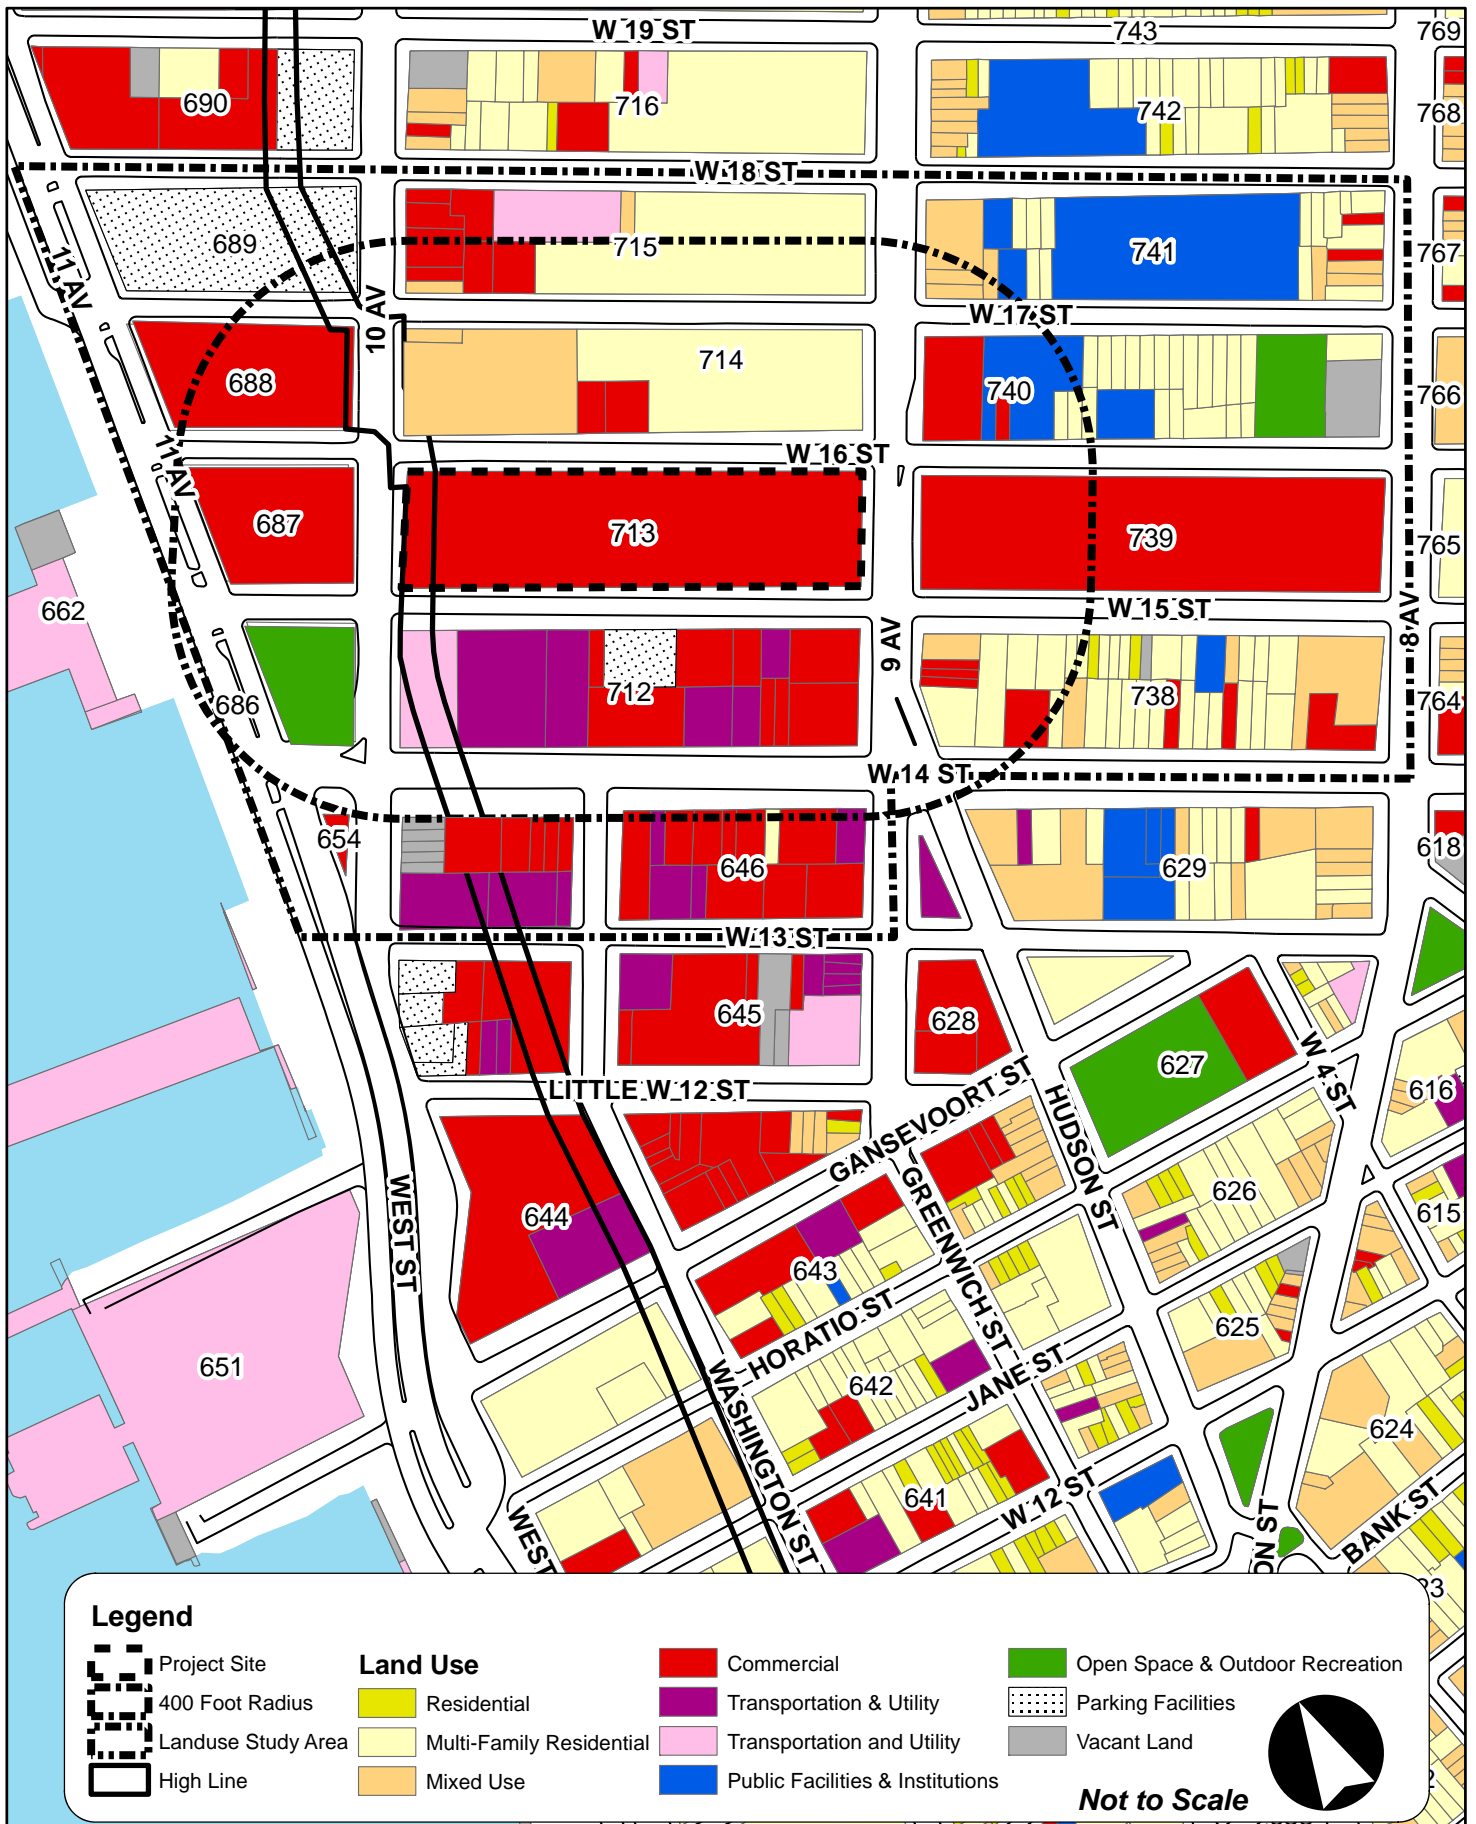 W 19 ST
743
769
690
716
742
768
W 18 ST
689
715
741
767
11 AV
10 AV
W 17 ST
688
714
740
766
11 AV
W 16 ST
687
713
739
765
662
W 15 ST
9 AV
8 AV
686
712
738
764
W 14 ST
654
646
629
618
W 13 ST
645
628
627
W 4 ST
616
LITTLE W 12 ST
GANSEVOORT ST
HUDSON ST
GREENWICH ST
626
615
WEST ST
644
643
HORATIO ST
625
651
642
JANE ST
WASHINGTON ST
624
641
W 12 ST
BANK ST
WEST
ON ST
Legend
Project Site
400 Foot Radius
Landuse Study Area
High Line
Land Use
Residential
Multi-Family Residential
Mixed Use
Commercial
Transportation & Utility
Transportation and Utility
Public Facilities & Institutions
Open Space & Outdoor Recreation
Parking Facilities
Vacant Land
Not to Scale